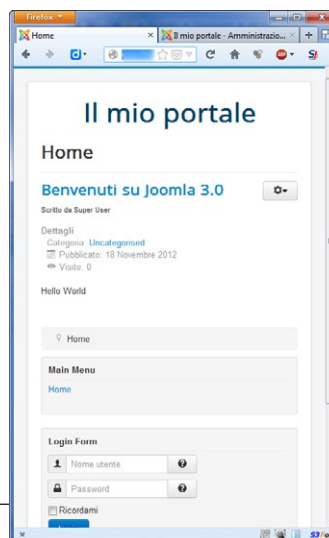 Firefox
Home
Il mio portale - Amministrazio...
Il mio portale
Home
Benvenuti su Joomla 3.0
Scritto da Super User
Dettagli
Categoria: Uncategorised
Pubblicato: 18 Novembre 2012
Visite: 0
Hello World
Home
Main Menu
Home
Login Form
Nome utente
Password
Ricordami